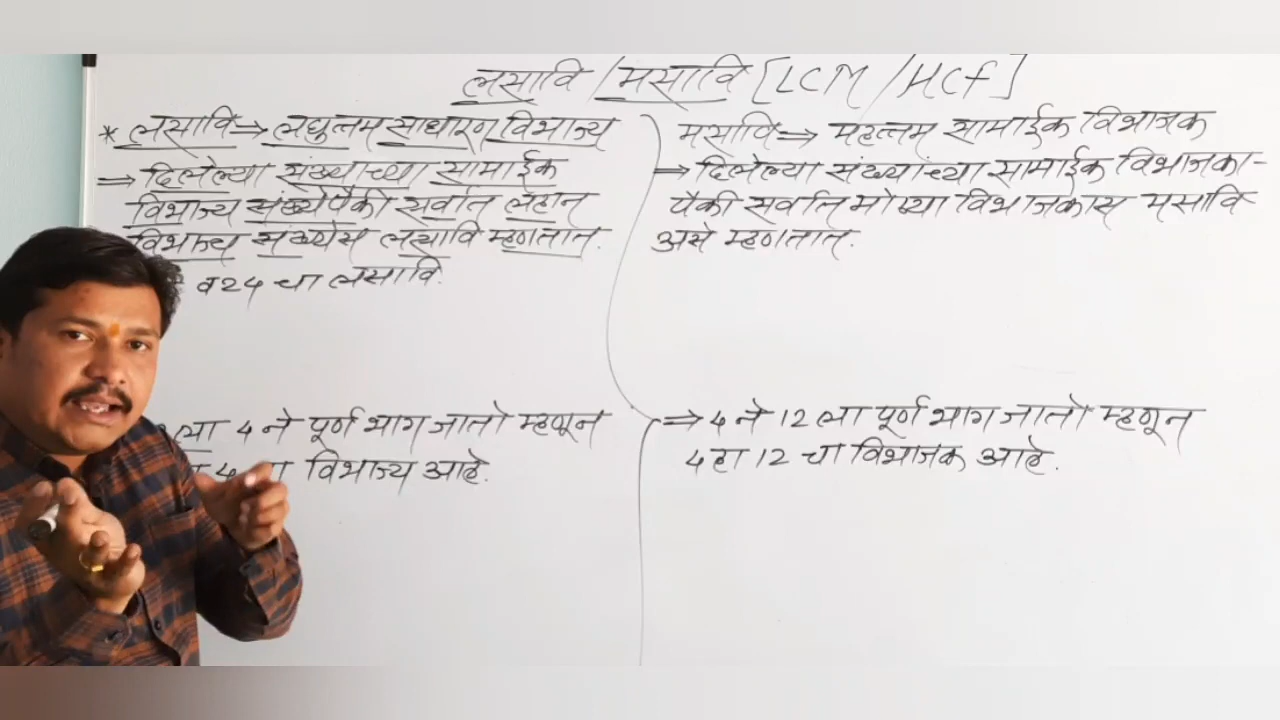 लसावि / मसावि [LCM / HCF]
* लसावि ⇒ लघुत्तम साधारण विभाज्य
⇒ दिलेल्या संख्याच्या सामाईक
विभाज्य संख्येपैकी सर्वात लहान
विभाज्य संख्येस लसावि म्हणतात.
व 24 चा लसावि.
ला 4 ने पूर्ण भाग जातो म्हणून
4 चा विभाज्य आहे.
मसावि ⇒ महत्तम सामाईक विभाजक
⇒ दिलेल्या संख्यांच्या सामाईक विभाजका-
पैकी सर्वात मोठ्या विभाजकास मसावि
असे म्हणतात.
⇒ 4 ने 12 ला पूर्ण भाग जातो म्हणून
4 हा 12 चा विभाजक आहे.